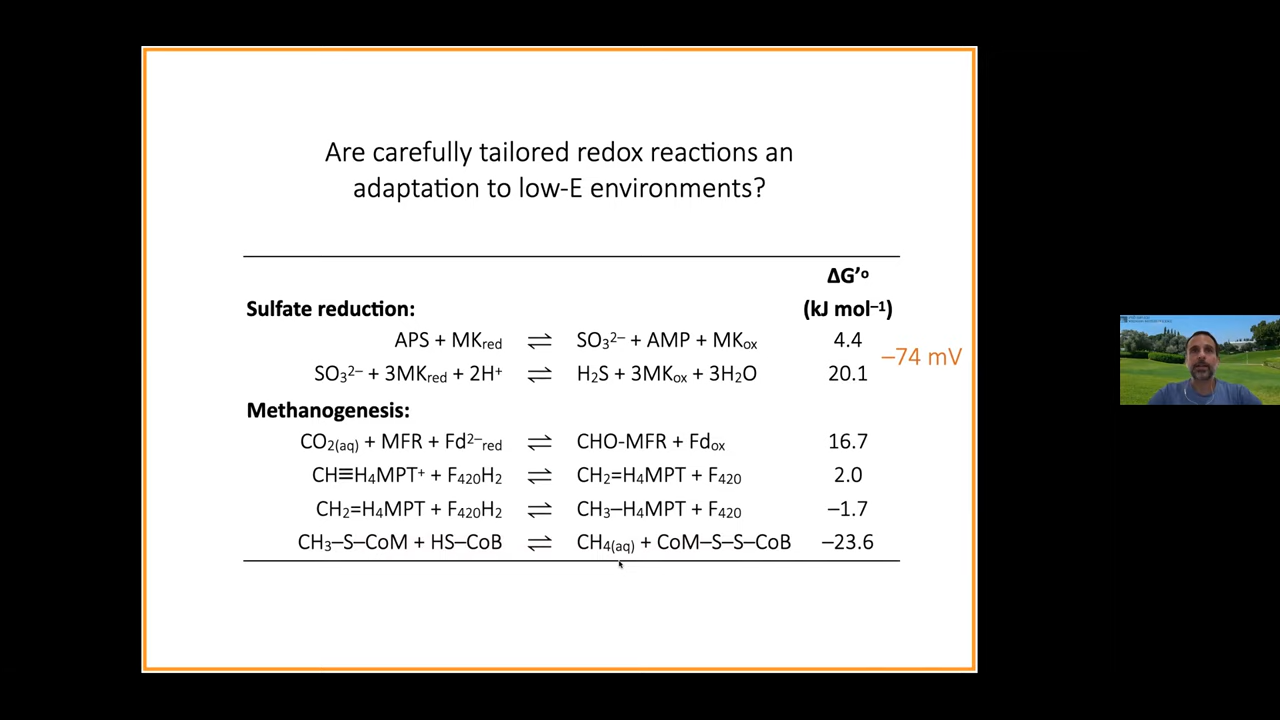 Are carefully tailored redox reactions an
adaptation to low-E environments?
ΔG’º
Sulfate reduction: (kJ mol⁻¹)
APS + MKred ⇌ SO₃²⁻ + AMP + MKox 4.4
–74 mV
SO₃²⁻ + 3MKred + 2H⁺ ⇌ H₂S + 3MKox + 3H₂O 20.1
Methanogenesis:
CO₂(aq) + MFR + Fd²⁻red ⇌ CHO-MFR + Fdox 16.7
CH≡H₄MPT⁺ + F₄₂₀H₂ ⇌ CH₂=H₄MPT + F₄₂₀ 2.0
CH₂=H₄MPT + F₄₂₀H₂ ⇌ CH₃–H₄MPT + F₄₂₀ –1.7
CH₃–S–CoM + HS–CoB ⇌ CH₄(aq) + CoM–S–S–CoB –23.6